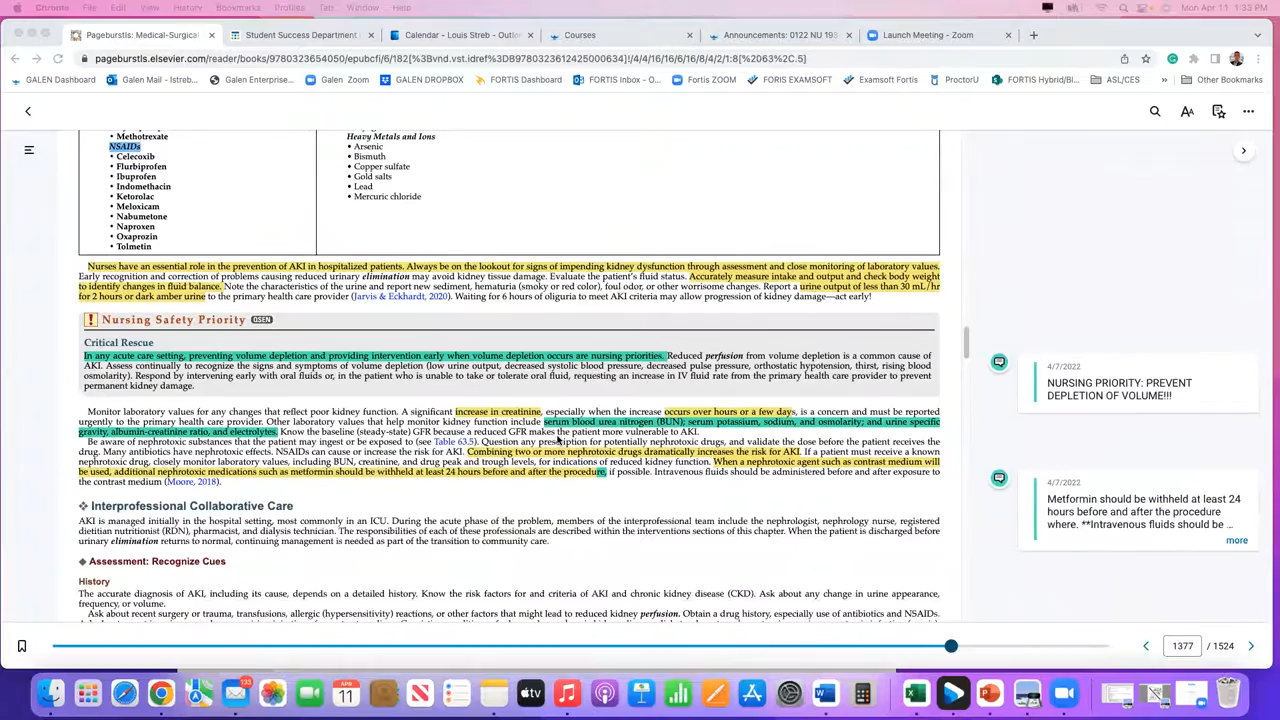 Chrome File Edit View History Bookmarks Profiles Tab Window Help Mon Apr 11 1:33 PM
Pageburstls: Medical-Surgical Student Success Department Calendar - Louis Streb - Outlo Courses Announcements: 0122 NU 193 Launch Meeting - Zoom
pageburstls.elsevier.com/reader/books/9780323654050/epubcfi/6/182[%3Bvnd.vst.idref%3DB9780323612425000634]!/4/4/16/16/6/16/8/4/2/1:8[%2063%2C.5]
GALEN Dashboard Galen Mail - lstreb... Galen Enterprise... Galen Zoom GALEN DROPBOX FORTIS Dashboard FORTIS Inbox - O... Fortis ZOOM FORIS EXAMSOFT Examsoft Fortis ProctorU FORTIS Hybrid/Bl... ASL/CES » Other Bookmarks
AA
• Methotrexate
NSAIDs
• Celecoxib
• Flurbiprofen
• Ibuprofen
• Indomethacin
• Ketorolac
• Meloxicam
• Nabumetone
• Naproxen
• Oxaprozin
• Tolmetin
Heavy Metals and Ions
• Arsenic
• Bismuth
• Copper sulfate
• Gold salts
• Lead
• Mercuric chloride
Nurses have an essential role in the prevention of AKI in hospitalized patients. Always be on the lookout for signs of impending kidney dysfunction through assessment and close monitoring of laboratory values.
Early recognition and correction of problems causing reduced urinary elimination may avoid kidney tissue damage. Evaluate the patient's fluid status. Accurately measure intake and output and check body weight
to identify changes in fluid balance. Note the characteristics of the urine and report new sediment, hematuria (smoky or red color), foul odor, or other worrisome changes. Report a urine output of less than 30 mL/hr
for 2 hours or dark amber urine to the primary health care provider (Jarvis & Eckhardt, 2020). Waiting for 6 hours of oliguria to meet AKI criteria may allow progression of kidney damage—act early!
! Nursing Safety Priority QSEN
Critical Rescue
In any acute care setting, preventing volume depletion and providing intervention early when volume depletion occurs are nursing priorities. Reduced perfusion from volume depletion is a common cause of
AKI. Assess continually to recognize the signs and symptoms of volume depletion (low urine output, decreased systolic blood pressure, decreased pulse pressure, orthostatic hypotension, thirst, rising blood
osmolarity). Respond by intervening early with oral fluids or, in the patient who is unable to take or tolerate oral fluid, requesting an increase in IV fluid rate from the primary health care provider to prevent
permanent kidney damage.
Monitor laboratory values for any changes that reflect poor kidney function. A significant increase in creatinine, especially when the increase occurs over hours or a few days, is a concern and must be reported
urgently to the primary health care provider. Other laboratory values that help monitor kidney function include serum blood urea nitrogen (BUN); serum potassium, sodium, and osmolarity; and urine specific
gravity, albumin-creatinine ratio, and electrolytes. Know the baseline (steady-state) GFR because a reduced GFR makes the patient more vulnerable to AKI.
Be aware of nephrotoxic substances that the patient may ingest or be exposed to (see Table 63.5). Question any prescription for potentially nephrotoxic drugs, and validate the dose before the patient receives the
drug. Many antibiotics have nephrotoxic effects. NSAIDs can cause or increase the risk for AKI. Combining two or more nephrotoxic drugs dramatically increases the risk for AKI. If a patient must receive a known
nephrotoxic drug, closely monitor laboratory values, including BUN, creatinine, and drug peak and trough levels, for indications of reduced kidney function. When a nephrotoxic agent such as contrast medium will
be used, additional nephrotoxic medications such as metformin should be withheld at least 24 hours before and after the procedure, if possible. Intravenous fluids should be administered before and after exposure to
the contrast medium (Moore, 2018).
❖ Interprofessional Collaborative Care
AKI is managed initially in the hospital setting, most commonly in an ICU. During the acute phase of the problem, members of the interprofessional team include the nephrologist, nephrology nurse, registered
dietitian nutritionist (RDN), pharmacist, and dialysis technician. The responsibilities of each of these professionals are described within the interventions sections of this chapter. When the patient is discharged before
urinary elimination returns to normal, continuing management is needed as part of the transition to community care.
◆ Assessment: Recognize Cues
History
The accurate diagnosis of AKI, including its cause, depends on a detailed history. Know the risk factors for and criteria of AKI and chronic kidney disease (CKD). Ask about any change in urine appearance,
frequency, or volume.
Ask about recent surgery or trauma, transfusions, allergic (hypersensitivity) reactions, or other factors that might lead to reduced kidney perfusion. Obtain a drug history, especially use of antibiotics and NSAIDs.
4/7/2022
NURSING PRIORITY: PREVENT
DEPLETION OF VOLUME!!!
4/7/2022
Metformin should be withheld at least 24
hours before and after the procedure
where. **Intravenous fluids should be ...
more
1377 / 1524
193
APR
11
tv